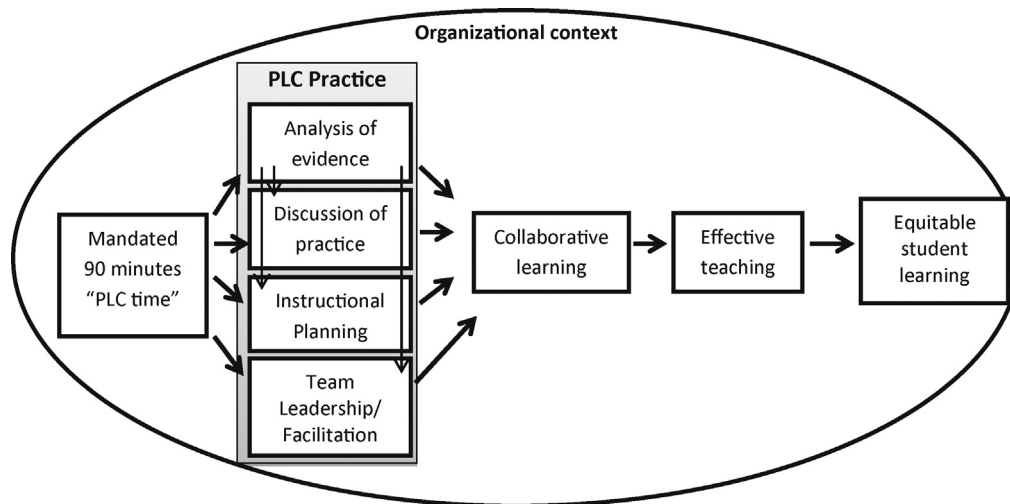 Organizational context
PLC Practice
Analysis of
evidence
Discussion of
practice
Instructional
Planning
Team
Leadership/
Facilitation
Mandated
90 minutes
“PLC time”
Collaborative
learning
Effective
teaching
Equitable
student
learning